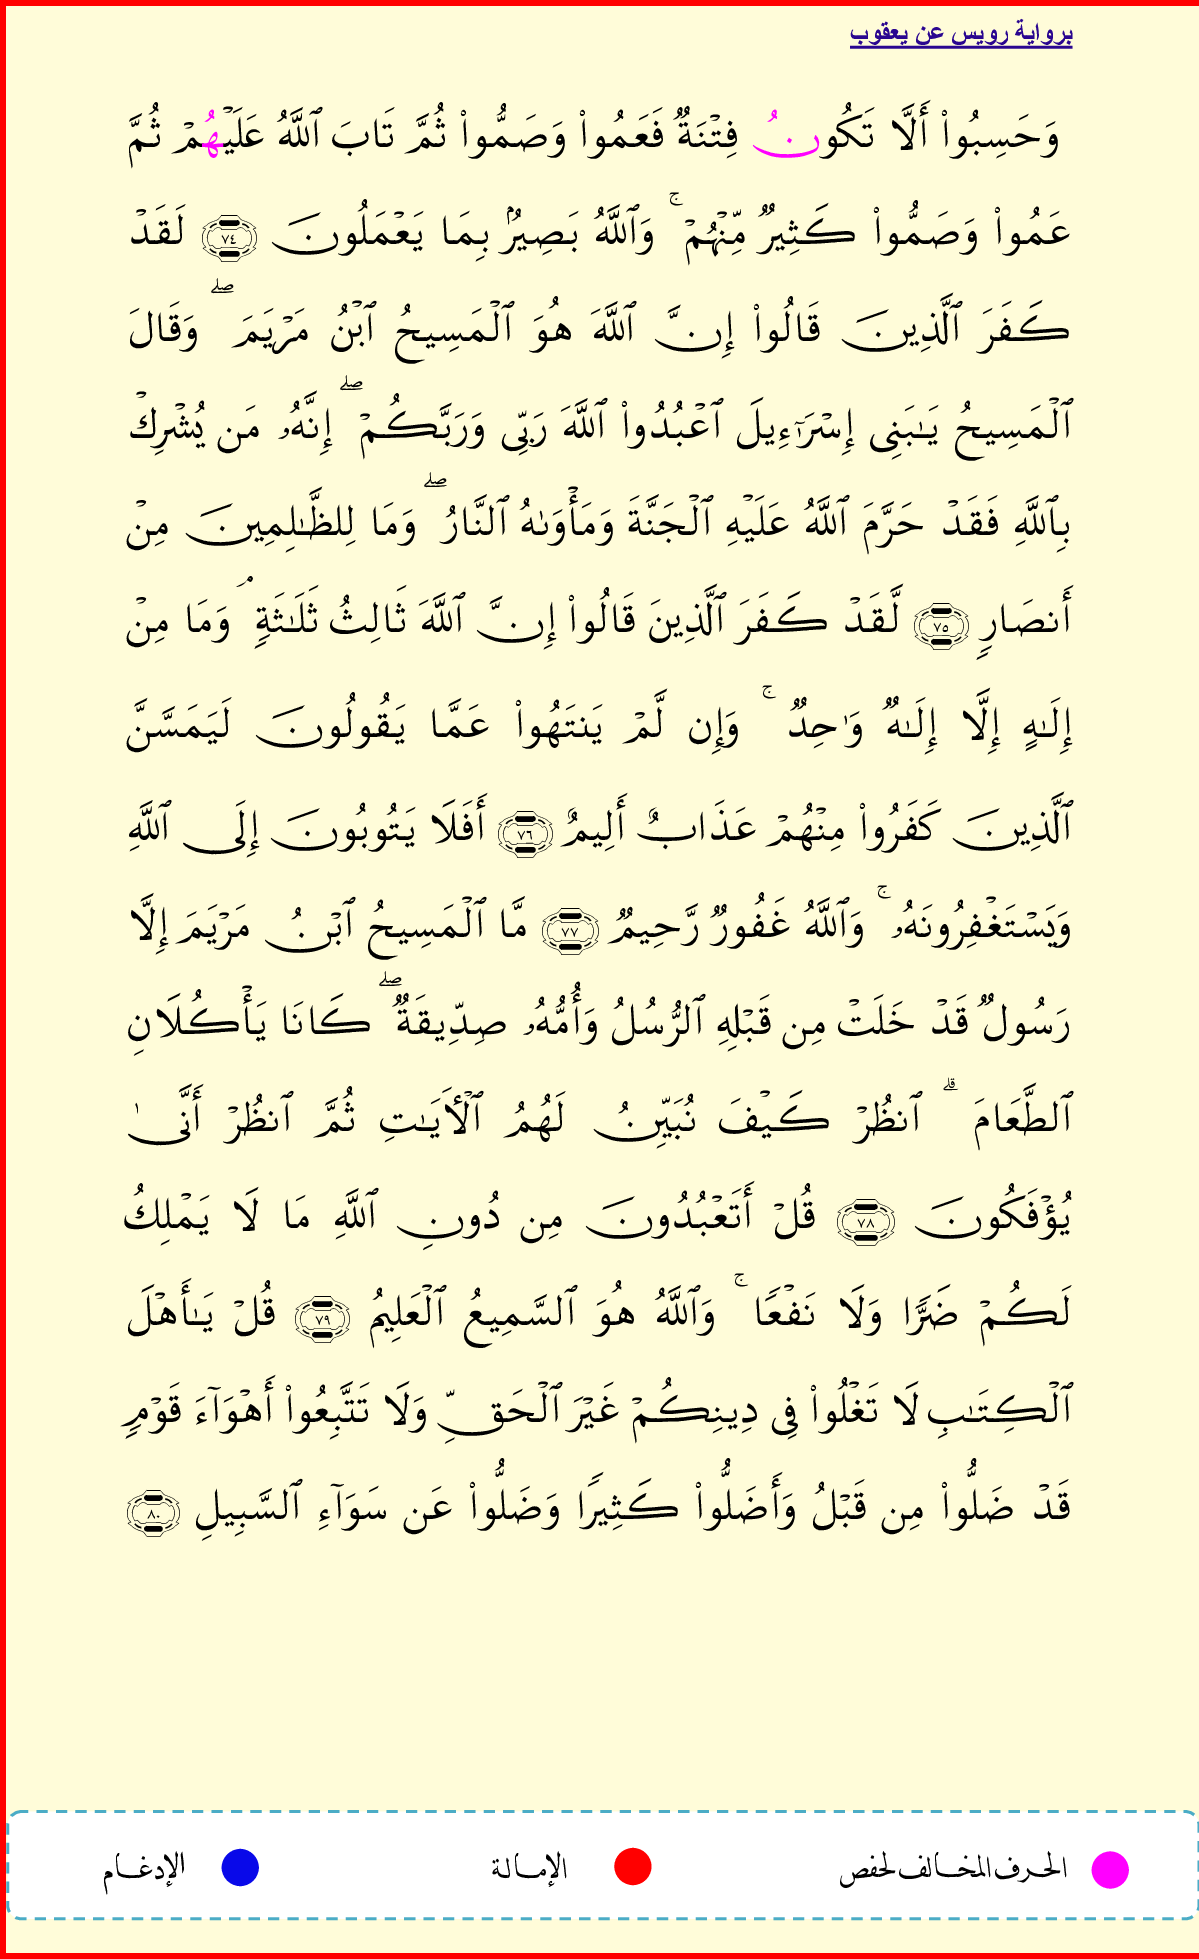 برواية رويس عن يعقوب
وَحَسِبُوٓا۟ أَلَّا تَكُونُ فِتْنَةٌ فَعَمُوا۟ وَصَمُّوا۟ ثُمَّ تَابَ ٱللَّهُ عَلَيْهُمْ ثُمَّ
عَمُوا۟ وَصَمُّوا۟ كَثِيرٌ مِّنْهُمْ ۚ وَٱللَّهُ بَصِيرٌۢ بِمَا يَعْمَلُونَ ٧٤ لَقَدْ
كَفَرَ ٱلَّذِينَ قَالُوا۟ إِنَّ ٱللَّهَ هُوَ ٱلْمَسِيحُ ٱبْنُ مَرْيَمَ ۖ وَقَالَ
ٱلْمَسِيحُ يَـٰبَنِى إِسْرَٰٓءِيلَ ٱعْبُدُوا۟ ٱللَّهَ رَبِّى وَرَبَّكُمْ ۖ إِنَّهُۥ مَن يُشْرِكْ
بِٱللَّهِ فَقَدْ حَرَّمَ ٱللَّهُ عَلَيْهِ ٱلْجَنَّةَ وَمَأْوَىٰهُ ٱلنَّارُ ۖ وَمَا لِلظَّـٰلِمِينَ مِنْ
أَنصَارٍ ٧٥ لَّقَدْ كَفَرَ ٱلَّذِينَ قَالُوا۟ إِنَّ ٱللَّهَ ثَالِثُ ثَلَـٰثَةٍ ۘ وَمَا مِنْ
إِلَـٰهٍ إِلَّا إِلَـٰهٌ وَٰحِدٌ ۚ وَإِن لَّمْ يَنتَهُوا۟ عَمَّا يَقُولُونَ لَيَمَسَّنَّ
ٱلَّذِينَ كَفَرُوا۟ مِنْهُمْ عَذَابٌ أَلِيمٌ ٧٦ أَفَلَا يَتُوبُونَ إِلَى ٱللَّهِ
وَيَسْتَغْفِرُونَهُۥ ۚ وَٱللَّهُ غَفُورٌ رَّحِيمٌ ٧٧ مَّا ٱلْمَسِيحُ ٱبْنُ مَرْيَمَ إِلَّا
رَسُولٌ قَدْ خَلَتْ مِن قَبْلِهِ ٱلرُّسُلُ وَأُمُّهُۥ صِدِّيقَةٌ ۖ كَانَا يَأْكُلَانِ
ٱلطَّعَامَ ۗ ٱنظُرْ كَيْفَ نُبَيِّنُ لَهُمُ ٱلْأَيَـٰتِ ثُمَّ ٱنظُرْ أَنَّىٰ
يُؤْفَكُونَ ٧٨ قُلْ أَتَعْبُدُونَ مِن دُونِ ٱللَّهِ مَا لَا يَمْلِكُ
لَكُمْ ضَرًّا وَلَا نَفْعًا ۚ وَٱللَّهُ هُوَ ٱلسَّمِيعُ ٱلْعَلِيمُ ٧٩ قُلْ يَـٰأَهْلَ
ٱلْكِتَـٰبِ لَا تَغْلُوا۟ فِى دِينِكُمْ غَيْرَ ٱلْحَقِّ وَلَا تَتَّبِعُوا۟ أَهْوَآءَ قَوْمٍ
قَدْ ضَلُّوا۟ مِن قَبْلُ وَأَضَلُّوا۟ كَثِيرًا وَضَلُّوا۟ عَن سَوَآءِ ٱلسَّبِيلِ ٨٠
الحرف المخالف لحفص الإمالة الإدغام